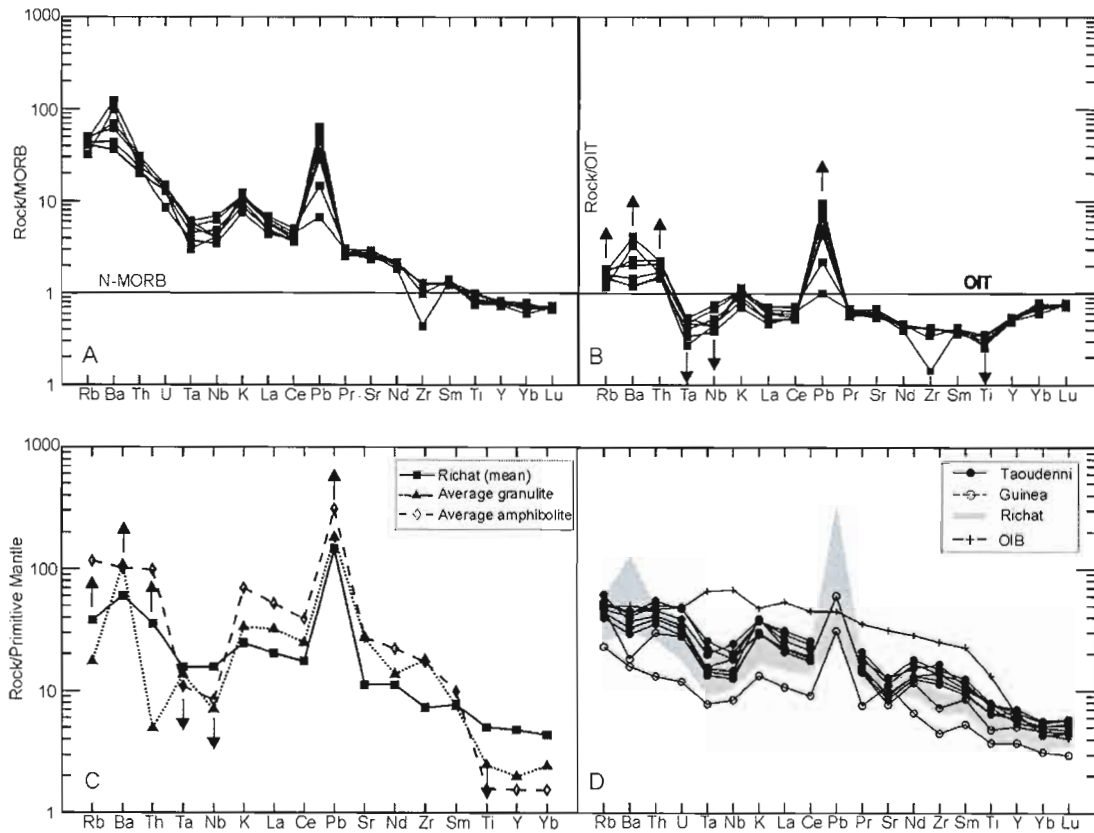 1000
100
10
1
1
Rock/MORB
N-MORB
A
Rb Ba Th U Ta Nb K La Ce Pb Pr Sr Nd Zr Sm Ti Y Yb Lu
Rock/OIT
OIT
B
Rb Ba Th Ta Nb K La Ce Pb Pr Sr Nd Zr Sm Ti Y Yb Lu
1000
100
10
1
Rock/Primitive Mantle
Richat (mean)
Average granulite
Average amphibolite
C
Rb Ba Th Ta Nb K La Ce Pb Sr Nd Zr Sm Ti Y Yb
Taoudenni
Guinea
Richat
OIB
D
Rb Ba Th U Ta Nb K La Ce Pb Pr Sr Nd Zr Sm Ti Y Yb Lu